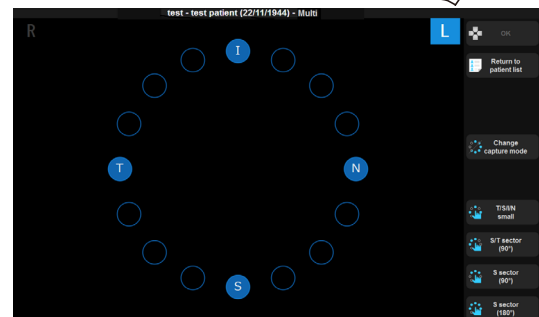 test - test patient (22/11/1944) - Multi
R
L
I
T
N
S
OK
Return to
patient list
Change
capture mode
T/S/I/N
small
S/T sector
(90°)
S sector
(90°)
S sector
(180°)